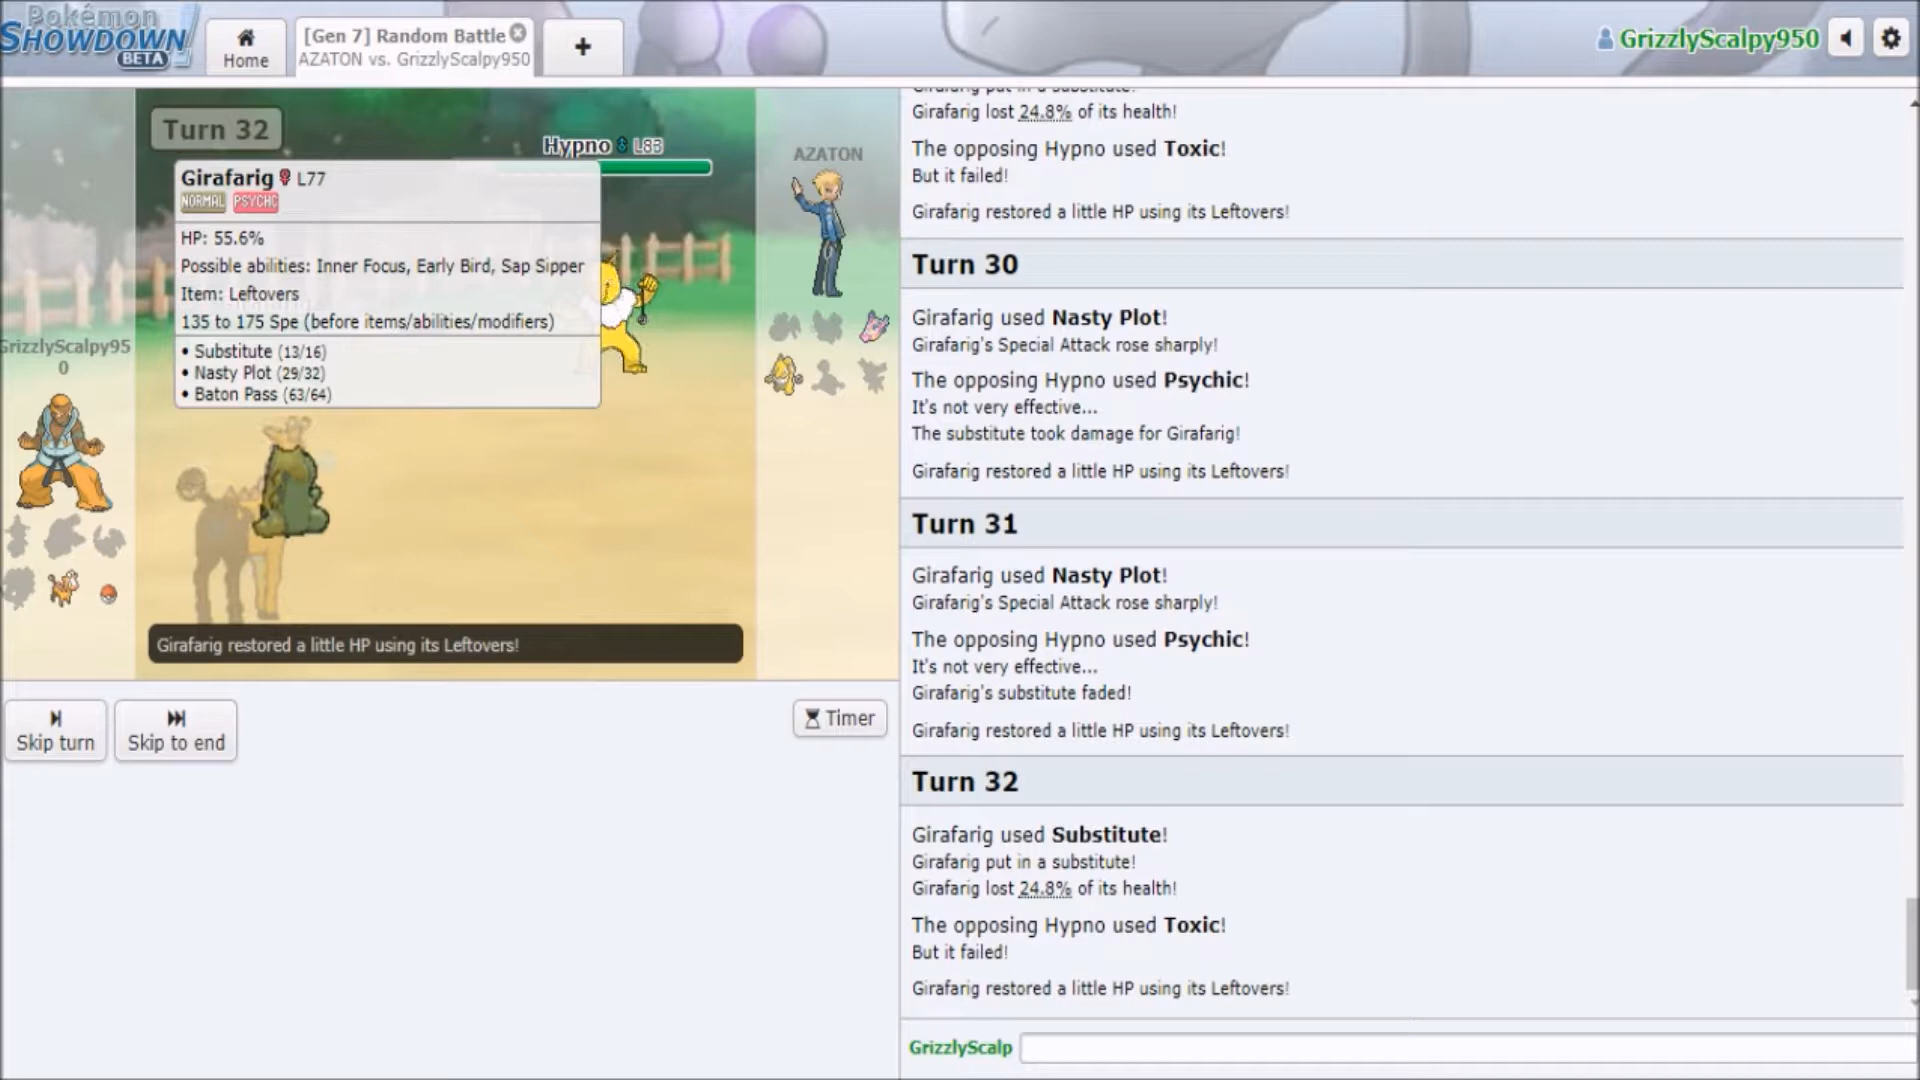 Pokémon
SHOWDOWN
BETA
Home
[Gen 7] Random Battle
AZATON vs. GrizzlyScalpy950
+
GrizzlyScalpy950
Turn 32
Hypno L83
Girafarig L77
NORMAL PSYCHC
HP: 55.6%
Possible abilities: Inner Focus, Early Bird, Sap Sipper
Item: Leftovers
135 to 175 Spe (before items/abilities/modifiers)
• Substitute (13/16)
• Nasty Plot (29/32)
• Baton Pass (63/64)
AZATON
GrizzlyScalpy95
0
Girafarig restored a little HP using its Leftovers!
Skip turn
Skip to end
Timer
Girafarig put in a substitute!
Girafarig lost 24.8% of its health!
The opposing Hypno used Toxic!
But it failed!
Girafarig restored a little HP using its Leftovers!
Turn 30
Girafarig used Nasty Plot!
Girafarig's Special Attack rose sharply!
The opposing Hypno used Psychic!
It's not very effective...
The substitute took damage for Girafarig!
Girafarig restored a little HP using its Leftovers!
Turn 31
Girafarig used Nasty Plot!
Girafarig's Special Attack rose sharply!
The opposing Hypno used Psychic!
It's not very effective...
Girafarig's substitute faded!
Girafarig restored a little HP using its Leftovers!
Turn 32
Girafarig used Substitute!
Girafarig put in a substitute!
Girafarig lost 24.8% of its health!
The opposing Hypno used Toxic!
But it failed!
Girafarig restored a little HP using its Leftovers!
GrizzlyScalp